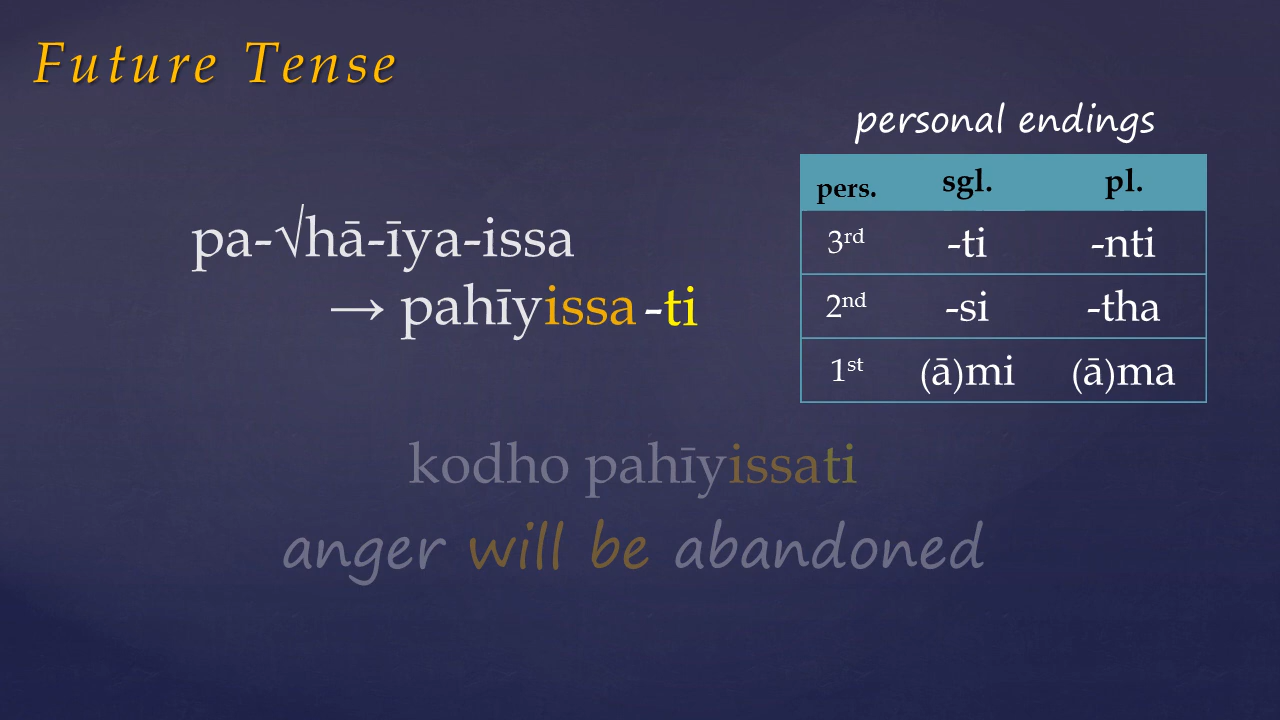 Future Tense
personal endings
pers. sgl. pl.
3rd -ti -nti
2nd -si -tha
1st (ā)mi (ā)ma
pa-√hā-īya-issa
→ pahīyissa -ti
kodho pahīyissati
anger will be abandoned